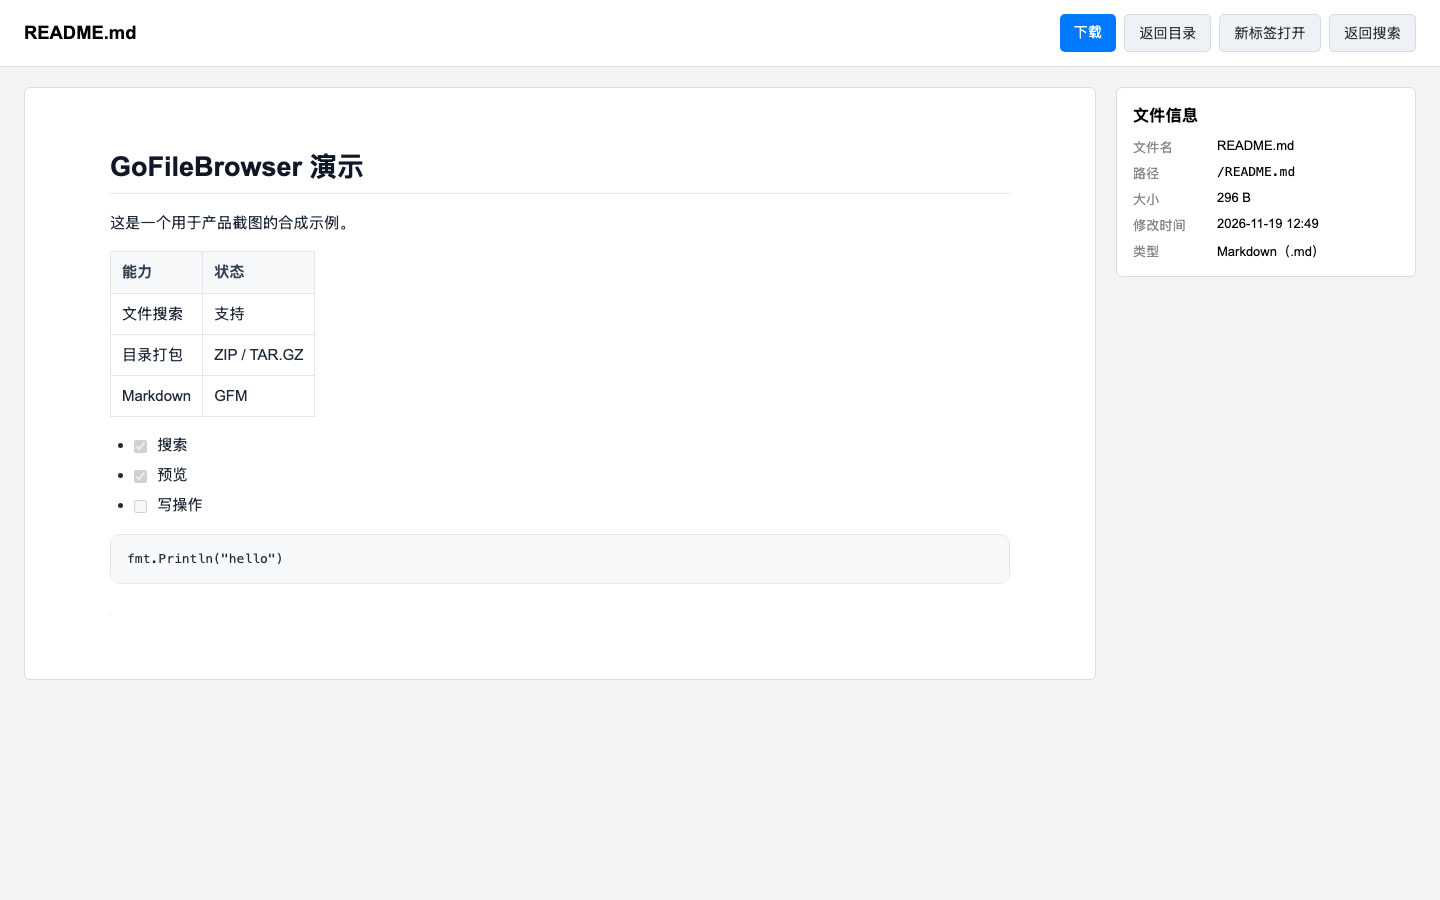 README.md
下载 返回目录 新标签打开 返回搜索
GoFileBrowser 演示
这是一个用于产品截图的合成示例。
能力 状态
文件搜索 支持
目录打包 ZIP / TAR.GZ
Markdown GFM
搜索
预览
写操作
fmt.Println("hello")
文件信息
文件名 README.md
路径 /README.md
大小 296 B
修改时间 2026-11-19 12:49
类型 Markdown（.md）